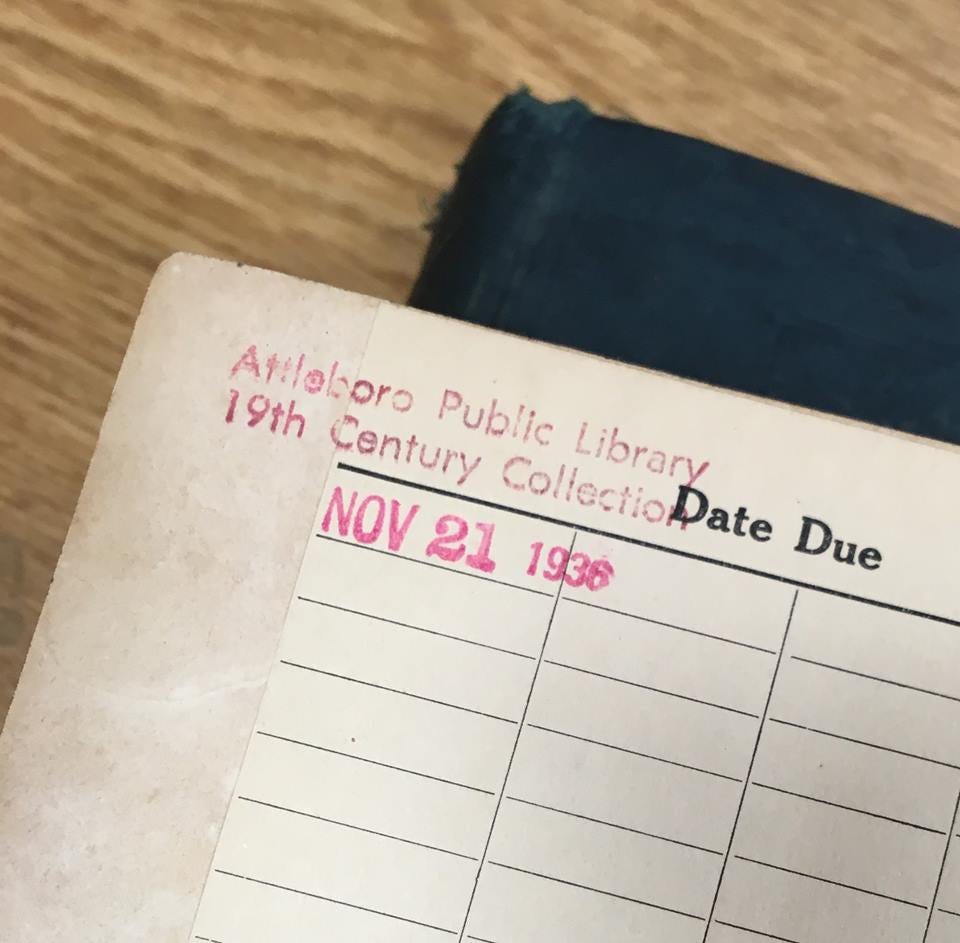 Attleboro Public Library
19th Century Collection
Date Due
NOV 21 1936